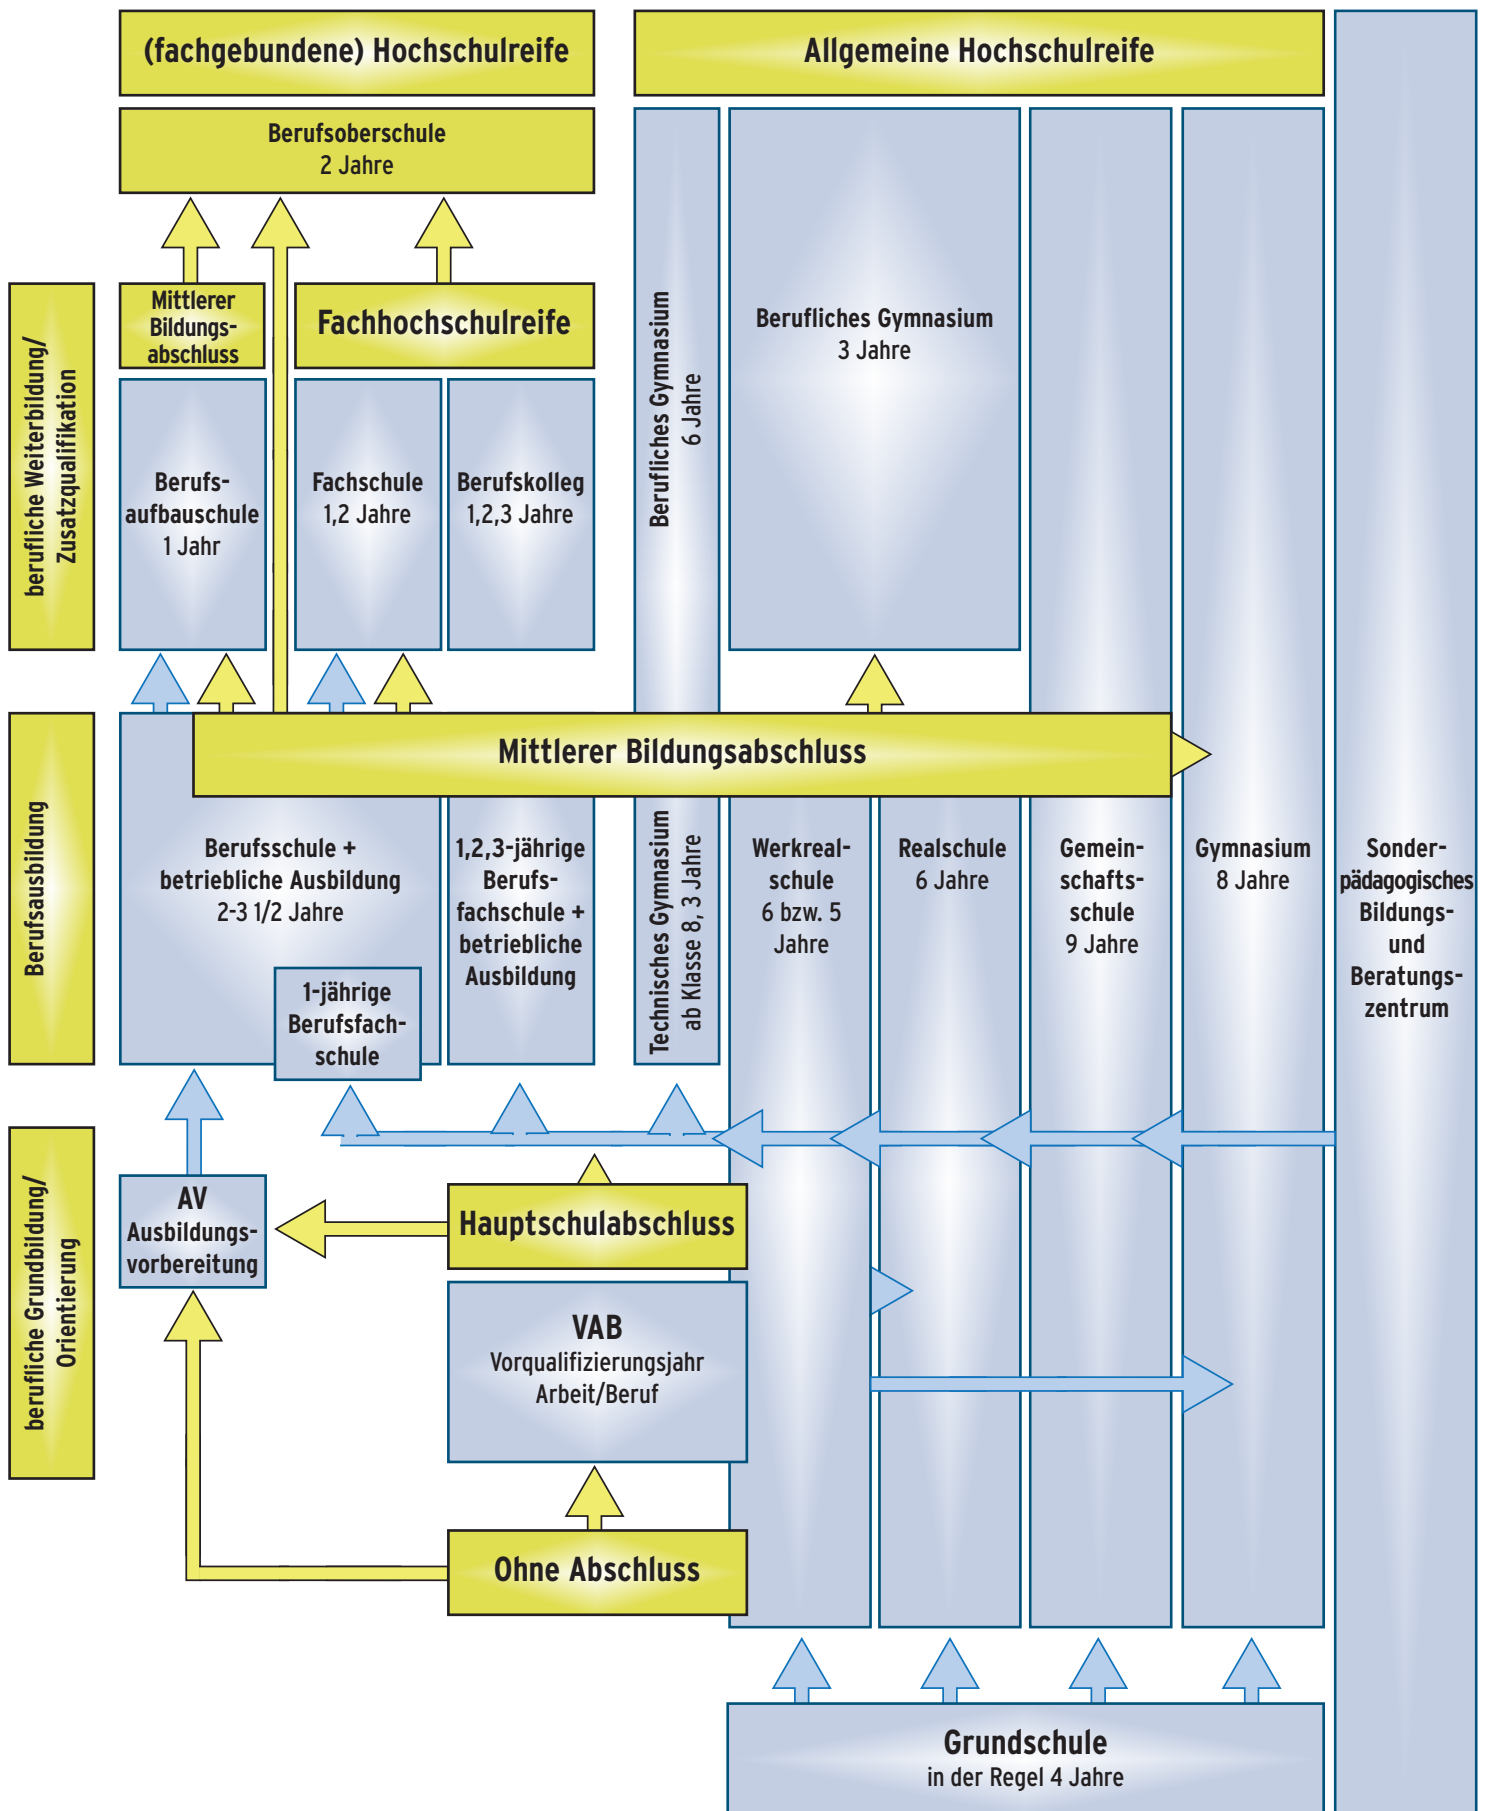 (fachgebundene) Hochschulreife
Allgemeine Hochschulreife
Berufsoberschule
2 Jahre
berufliche Weiterbildung/
Zusatzqualifikation
Mittlerer
Bildungs-
abschluss
Fachhochschulreife
Berufs-
aufbauschule
1 Jahr
Fachschule
1,2 Jahre
Berufskolleg
1,2,3 Jahre
Berufliches Gymnasium
6 Jahre
Berufliches Gymnasium
3 Jahre
Mittlerer Bildungsabschluss
Berufsausbildung
Berufsschule +
betriebliche Ausbildung
2-3 1/2 Jahre
1-jährige
Berufsfach-
schule
1,2,3-jährige
Berufs-
fachschule +
betriebliche
Ausbildung
Technisches Gymnasium
ab Klasse 8, 3 Jahre
Werkreal-
schule
6 bzw. 5
Jahre
Realschule
6 Jahre
Gemein-
schafts-
schule
9 Jahre
Gymnasium
8 Jahre
Sonder-
pädagogisches
Bildungs-
und
Beratungs-
zentrum
berufliche Grundbildung/
Orientierung
AV
Ausbildungs-
vorbereitung
Hauptschulabschluss
VAB
Vorqualifizierungsjahr
Arbeit/Beruf
Ohne Abschluss
Grundschule
in der Regel 4 Jahre